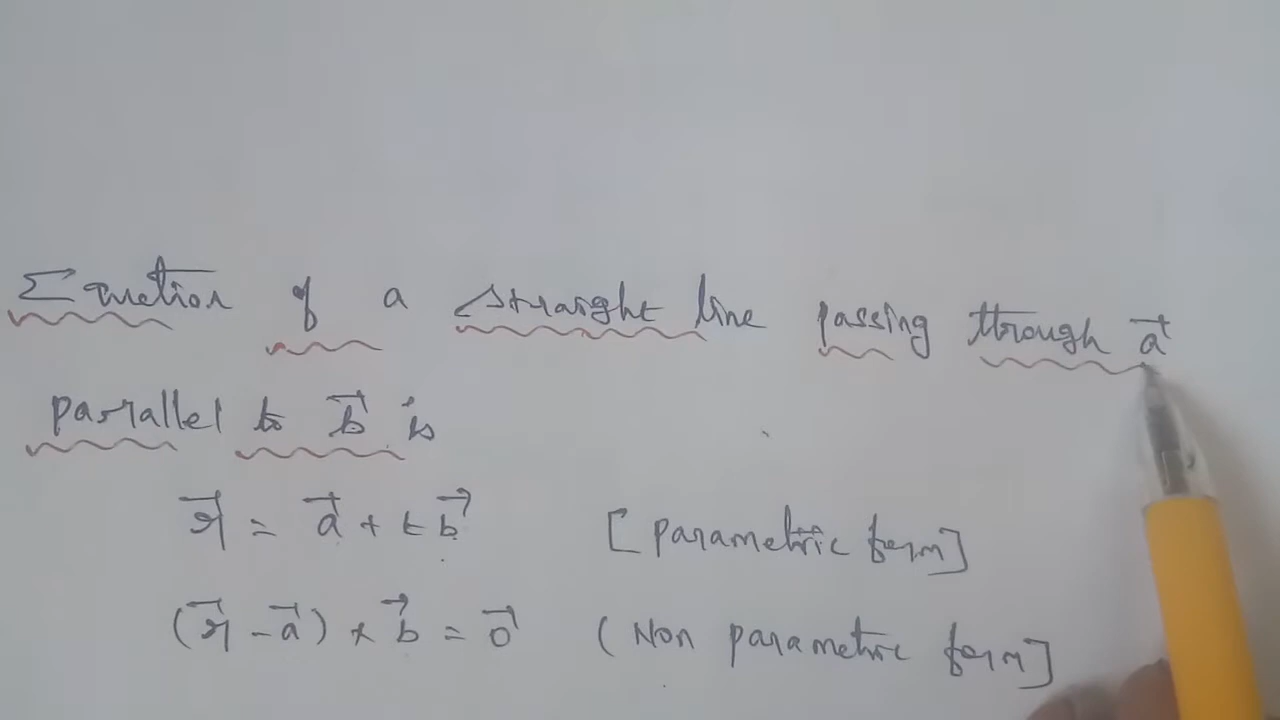 Equation of a straight line passing through a⃗
parallel to b⃗ is
r⃗ = a⃗ + t b⃗ [Parametric form]
(r⃗ - a⃗) × b⃗ = 0⃗ (Non parametric form]